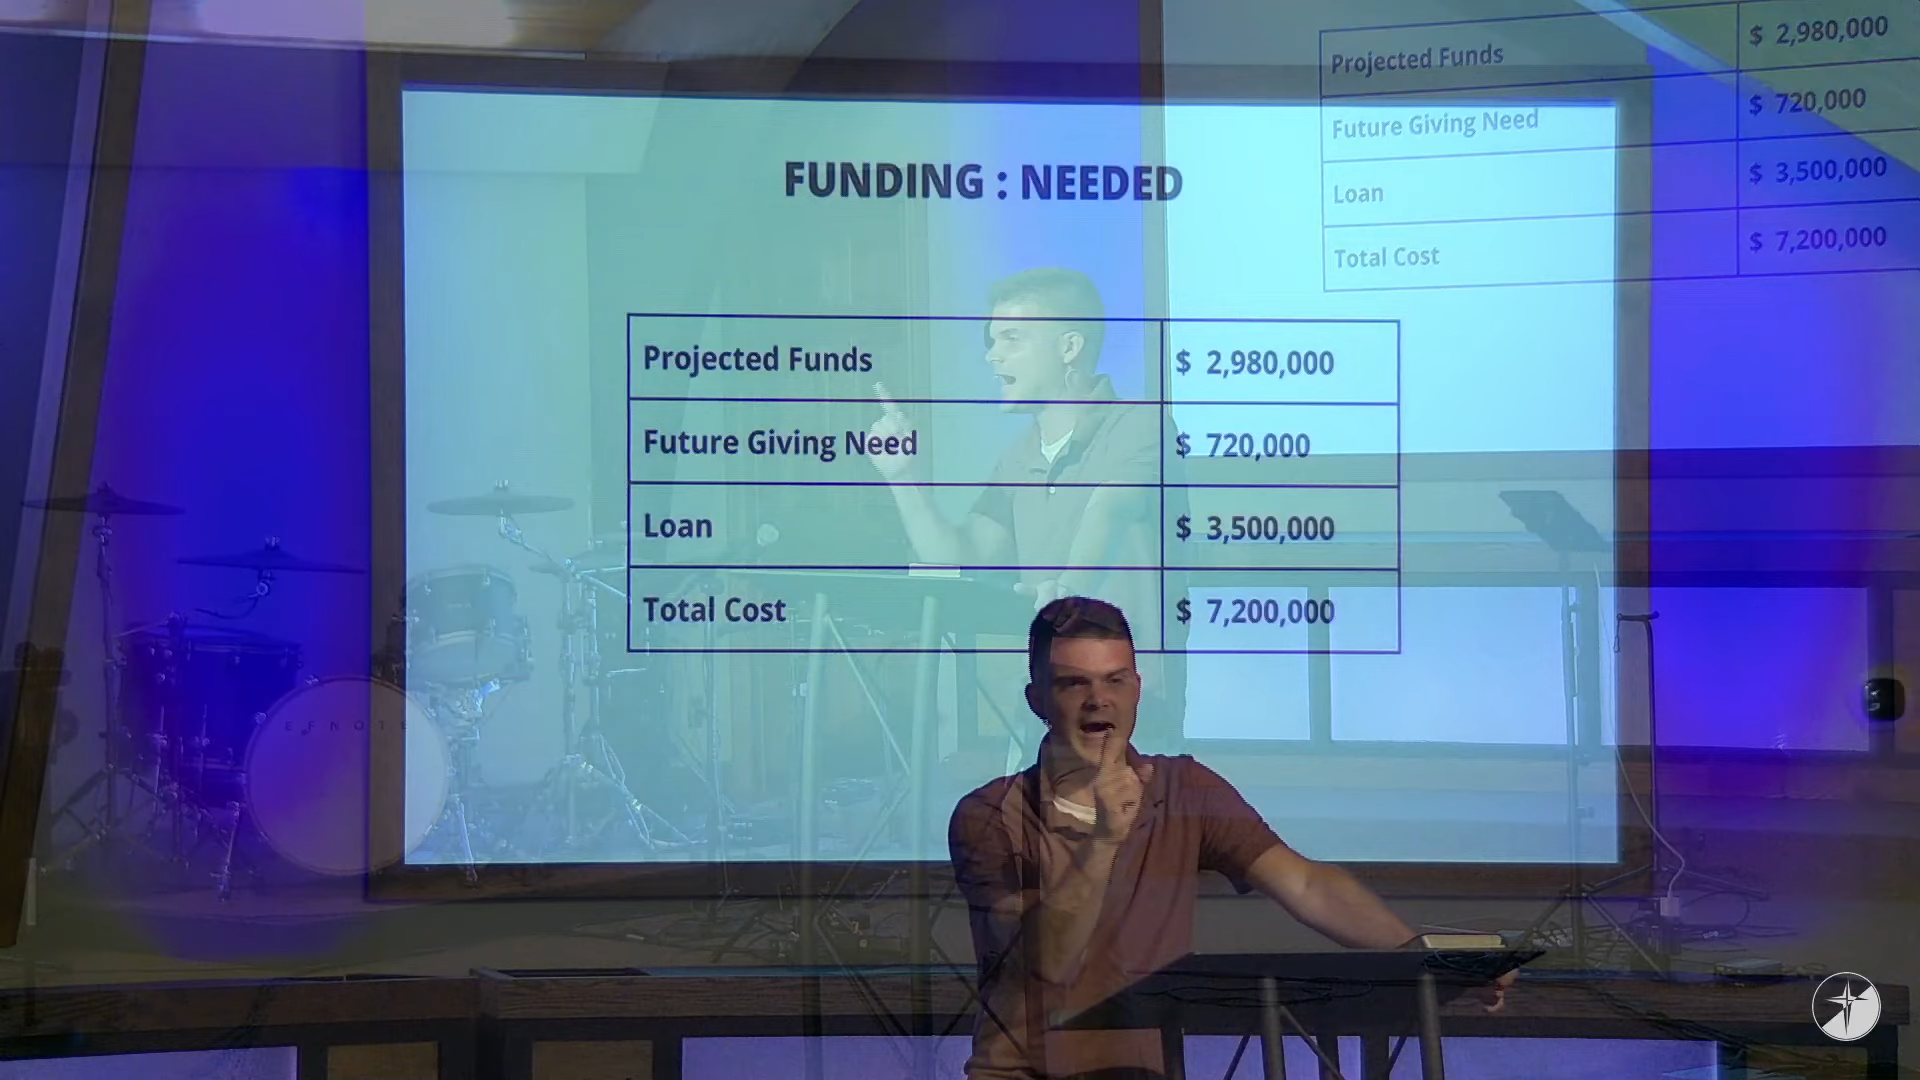 FUNDING : NEEDED
Projected Funds $ 2,980,000
Future Giving Need $ 720,000
Loan $ 3,500,000
Total Cost $ 7,200,000
Projected Funds $ 2,980,000
Future Giving Need $ 720,000
Loan $ 3,500,000
Total Cost $ 7,200,000
EFNOTE